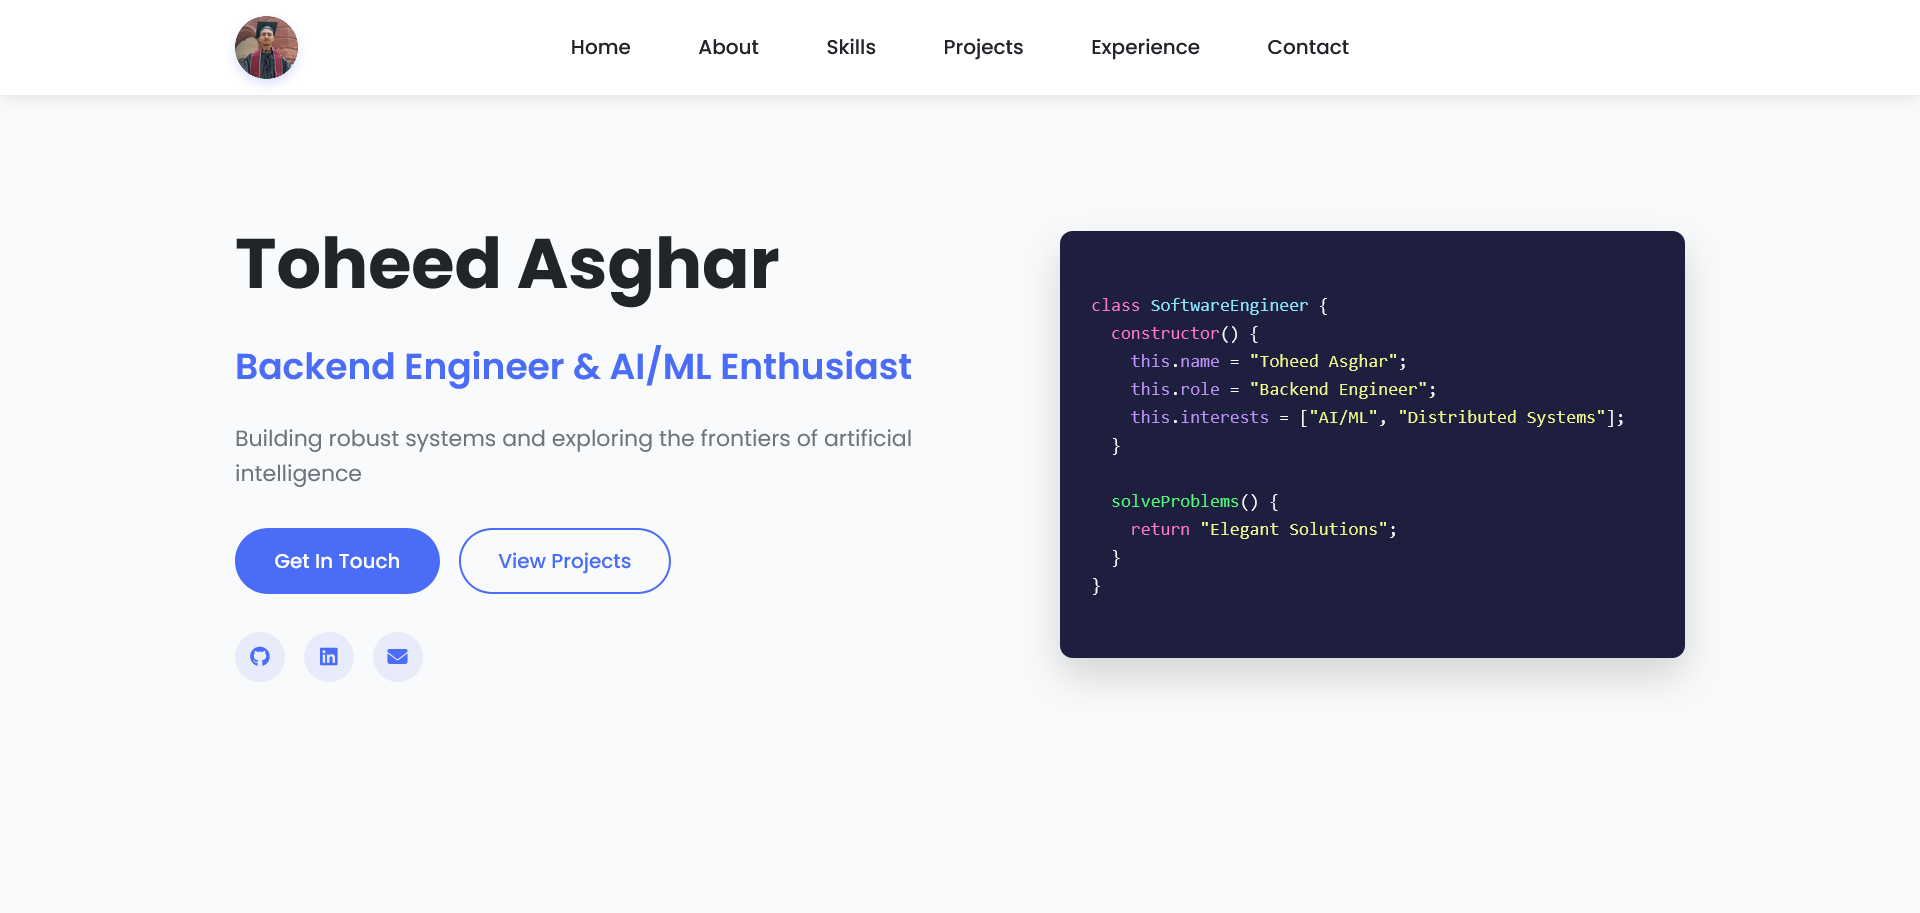 Home
About
Skills
Projects
Experience
Contact
Toheed Asghar
Backend Engineer & AI/ML Enthusiast
Building robust systems and exploring the frontiers of artificial
intelligence
Get In Touch
View Projects
class SoftwareEngineer {
  constructor() {
    this.name = "Toheed Asghar";
    this.role = "Backend Engineer";
    this.interests = ["AI/ML", "Distributed Systems"];
  }
  solveProblems() {
    return "Elegant Solutions";
  }
}